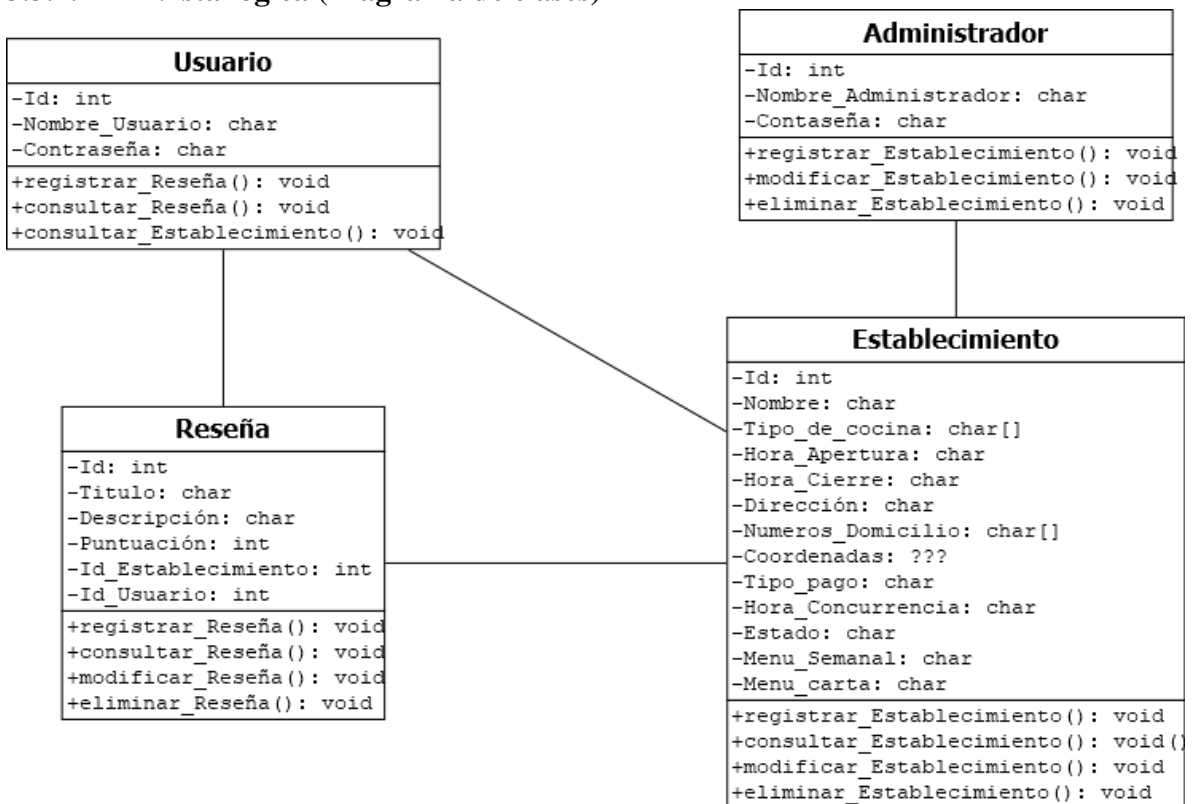 Usuario
-Id: int
-Nombre_Usuario: char
-Contraseña: char
+registrar_Reseña(): void
+consultar_Reseña(): void
+consultar_Establecimiento(): void
Administrador
-Id: int
-Nombre_Administrador: char
-Contaseña: char
+registrar_Establecimiento(): void
+modificar_Establecimiento(): void
+eliminar_Establecimiento(): void
Reseña
-Id: int
-Titulo: char
-Descripción: char
-Puntuación: int
-Id_Establecimiento: int
-Id_Usuario: int
+registrar_Reseña(): void
+consultar_Reseña(): void
+modificar_Reseña(): void
+eliminar_Reseña(): void
Establecimiento
-Id: int
-Nombre: char
-Tipo_de_cocina: char[]
-Hora_Apertura: char
-Hora_Cierre: char
-Dirección: char
-Numeros_Domicilio: char[]
-Coordenadas: ???
-Tipo_pago: char
-Hora_Concurrencia: char
-Estado: char
-Menu_Semanal: char
-Menu_carta: char
+registrar_Establecimiento(): void
+consultar_Establecimiento(): void()
+modificar_Establecimiento(): void
+eliminar_Establecimiento(): void